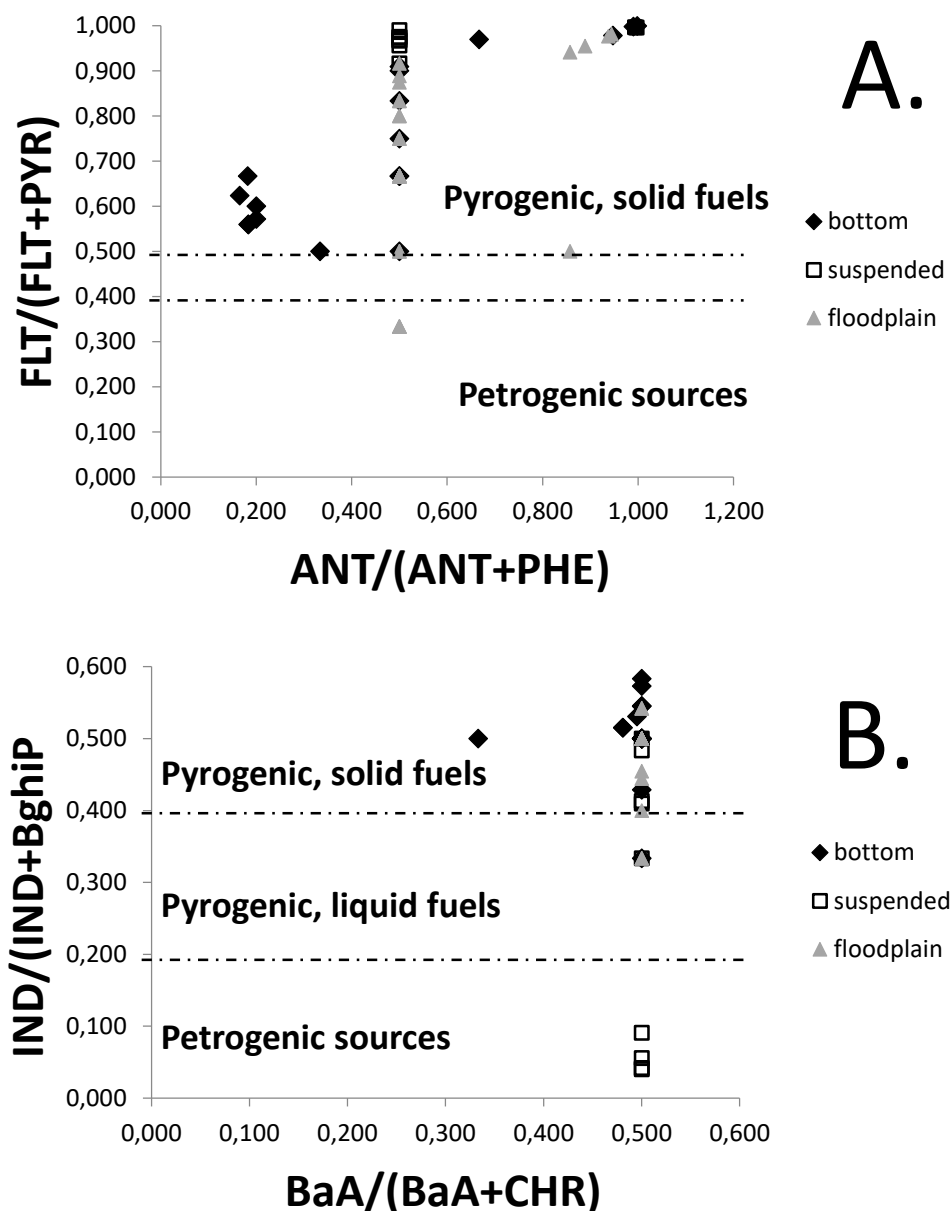 A.
FLT/(FLT+PYR)
1,000
0,900
0,800
0,700
0,600
0,500
0,400
0,300
0,200
0,100
0,000
Pyrogenic, solid fuels
Petrogenic sources
bottom
suspended
floodplain
0,000 0,200 0,400 0,600 0,800 1,000 1,200
ANT/(ANT+PHE)
B.
IND/(IND+BghiP
0,600
0,500
0,400
0,300
0,200
0,100
0,000
Pyrogenic, solid fuels
Pyrogenic, liquid fuels
Petrogenic sources
bottom
suspended
floodplain
0,000 0,100 0,200 0,300 0,400 0,500 0,600
BaA/(BaA+CHR)